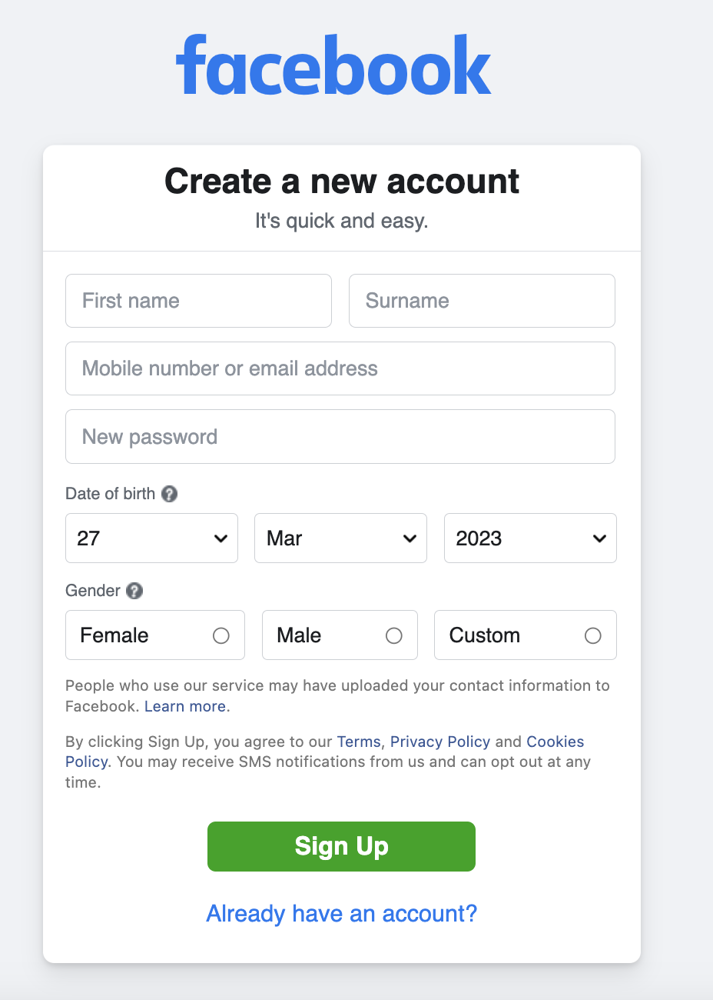 facebook
Create a new account
It's quick and easy.
First name Surname
Mobile number or email address
New password
Date of birth ?
27 Mar 2023
Gender ?
Female Male Custom
People who use our service may have uploaded your contact information to
Facebook. Learn more.
By clicking Sign Up, you agree to our Terms, Privacy Policy and Cookies
Policy. You may receive SMS notifications from us and can opt out at any
time.
Sign Up
Already have an account?